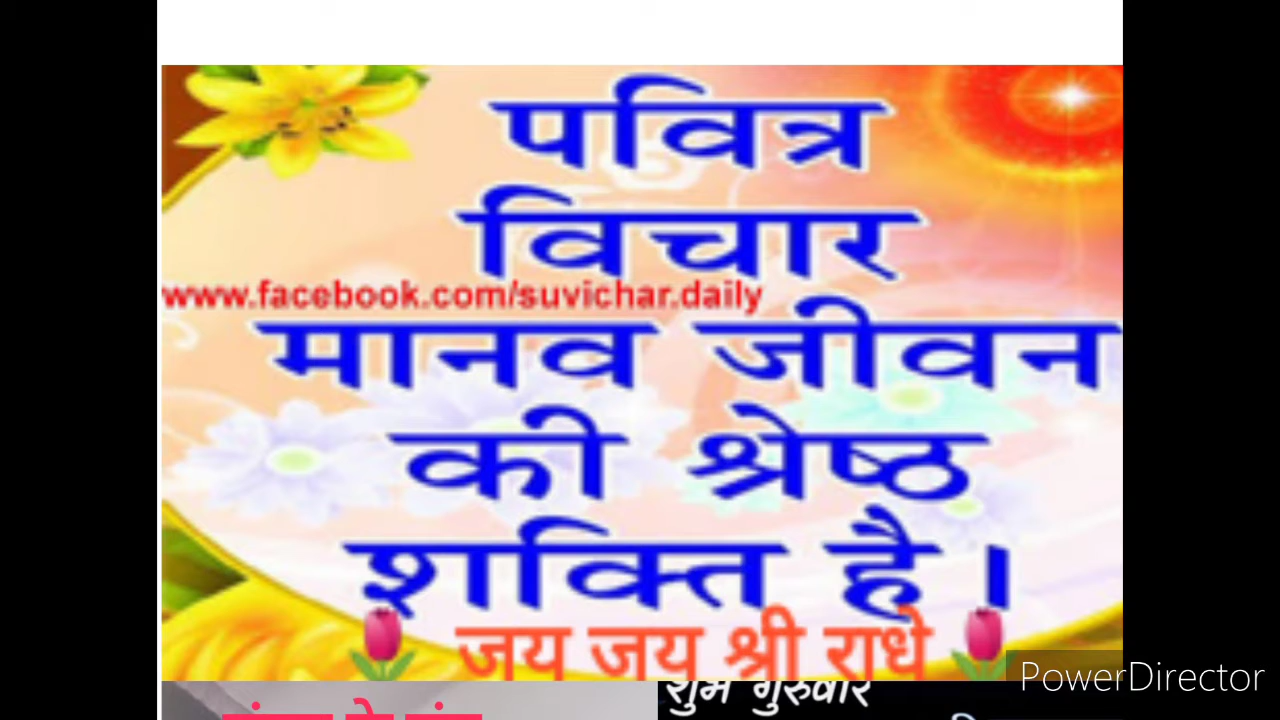 पवित्र
विचार
www.facebook.com/suvichar.daily
मानव जीवन
की श्रेष्ठ
शक्ति है ।
जय जय श्री राधे
PowerDirector
शुभ गुरुवार